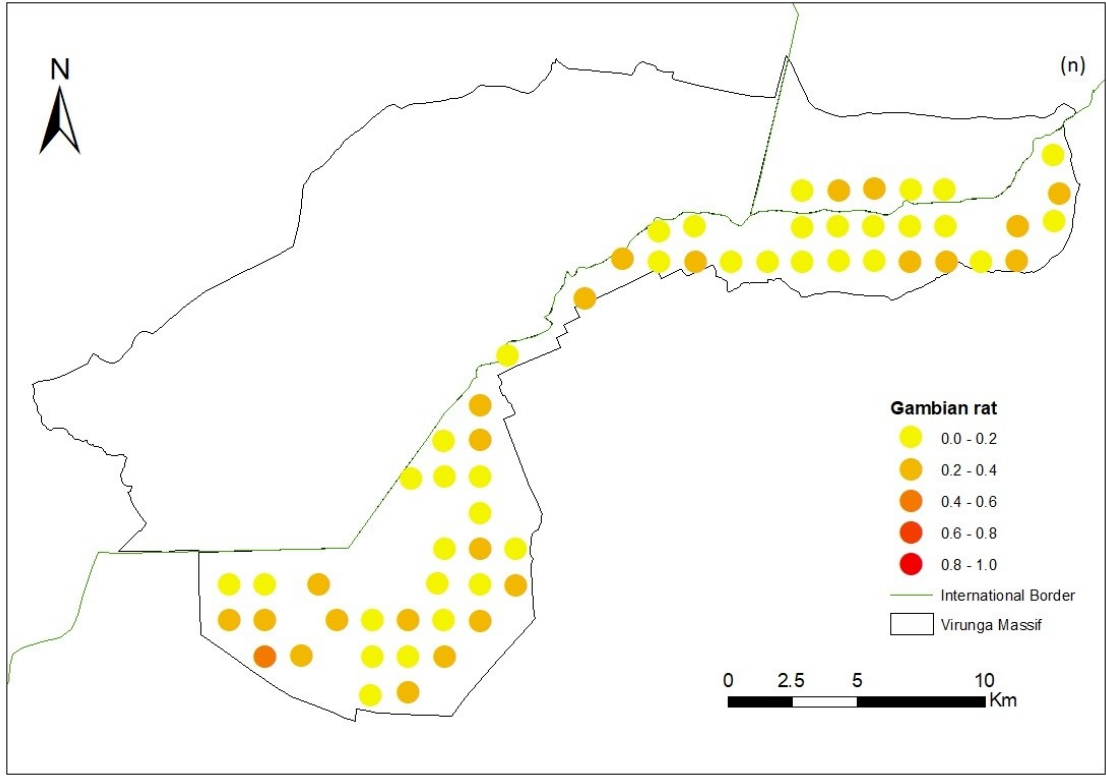 N
(n)
Gambian rat
0.0 - 0.2
0.2 - 0.4
0.4 - 0.6
0.6 - 0.8
0.8 - 1.0
International Border
Virunga Massif
0 2.5 5 10
Km